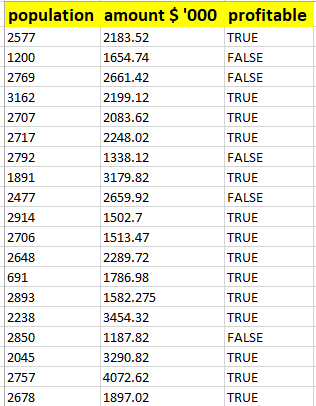 population amount $ '000 profitable
2577 2183.52 TRUE
1200 1654.74 FALSE
2769 2661.42 FALSE
3162 2199.12 TRUE
2707 2083.62 TRUE
2717 2248.02 TRUE
2792 1338.12 FALSE
1891 3179.82 TRUE
2477 2659.92 FALSE
2914 1502.7 TRUE
2706 1513.47 TRUE
2648 2289.72 TRUE
691 1786.98 TRUE
2893 1582.275 TRUE
2238 3454.32 TRUE
2850 1187.82 FALSE
2045 3290.82 TRUE
2757 4072.62 TRUE
2678 1897.02 TRUE